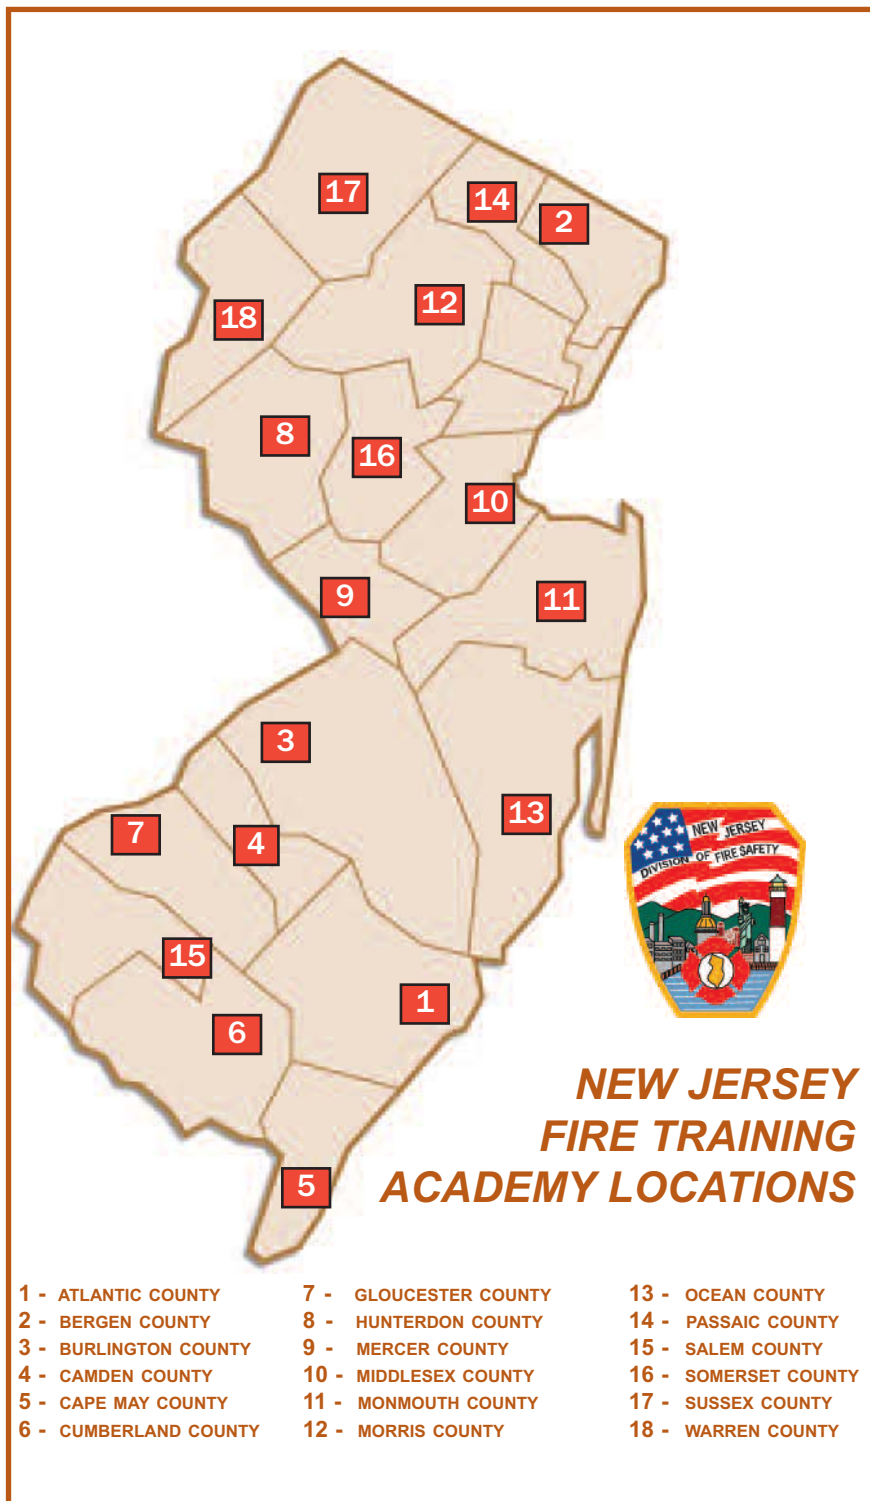 17
14
2
12
18
8
16
10
9
11
3
13
7
4
15
1
6
5
NEW JERSEY
DIVISION OF FIRE SAFETY
NEW JERSEY
FIRE TRAINING
ACADEMY LOCATIONS
1 - ATLANTIC COUNTY
2 - BERGEN COUNTY
3 - BURLINGTON COUNTY
4 - CAMDEN COUNTY
5 - CAPE MAY COUNTY
6 - CUMBERLAND COUNTY
7 - GLOUCESTER COUNTY
8 - HUNTERDON COUNTY
9 - MERCER COUNTY
10 - MIDDLESEX COUNTY
11 - MONMOUTH COUNTY
12 - MORRIS COUNTY
13 - OCEAN COUNTY
14 - PASSAIC COUNTY
15 - SALEM COUNTY
16 - SOMERSET COUNTY
17 - SUSSEX COUNTY
18 - WARREN COUNTY